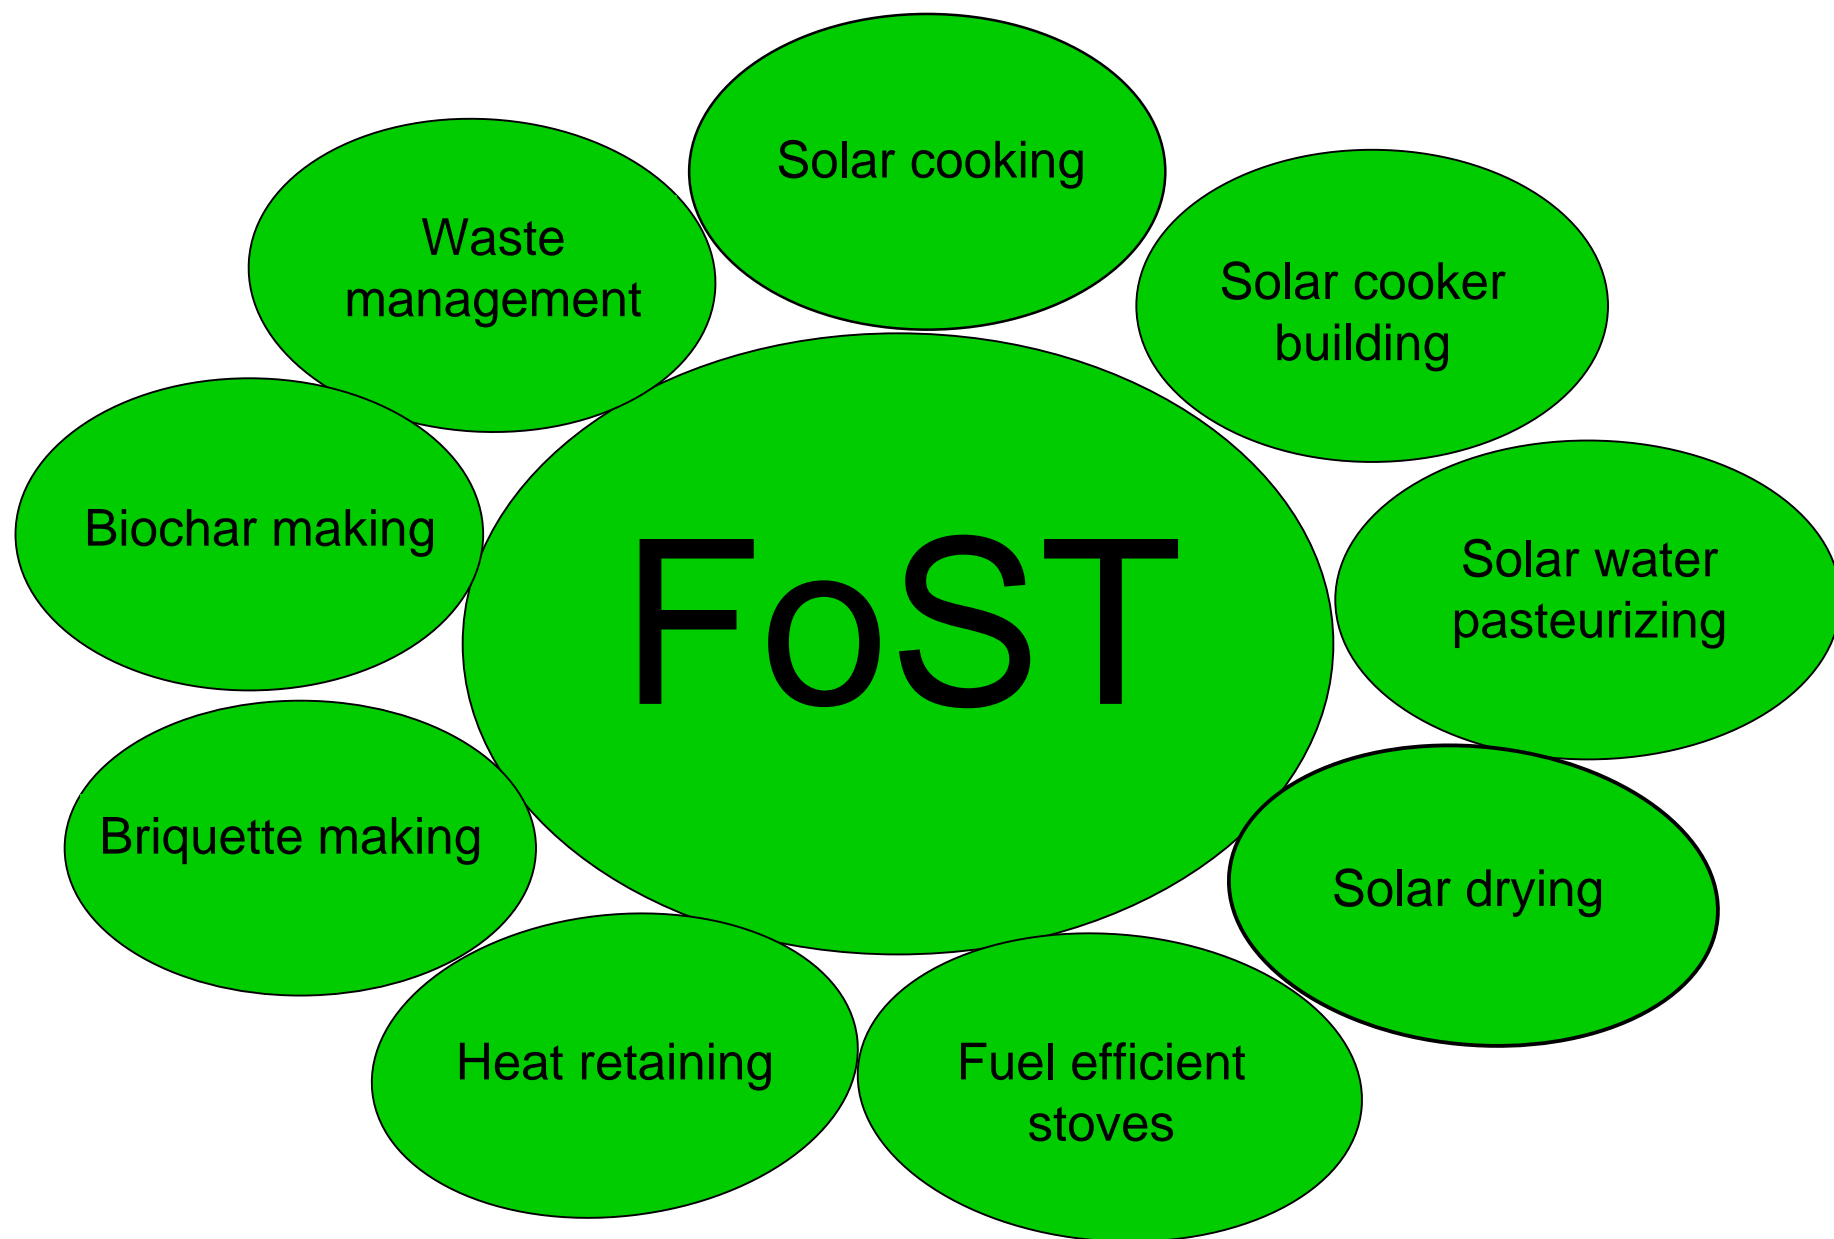 Solar cooking
Waste
management
Solar cooker
building
Biochar making
FoST
Solar water
pasteurizing
Briquette making
Solar drying
Heat retaining
Fuel efficient
stoves